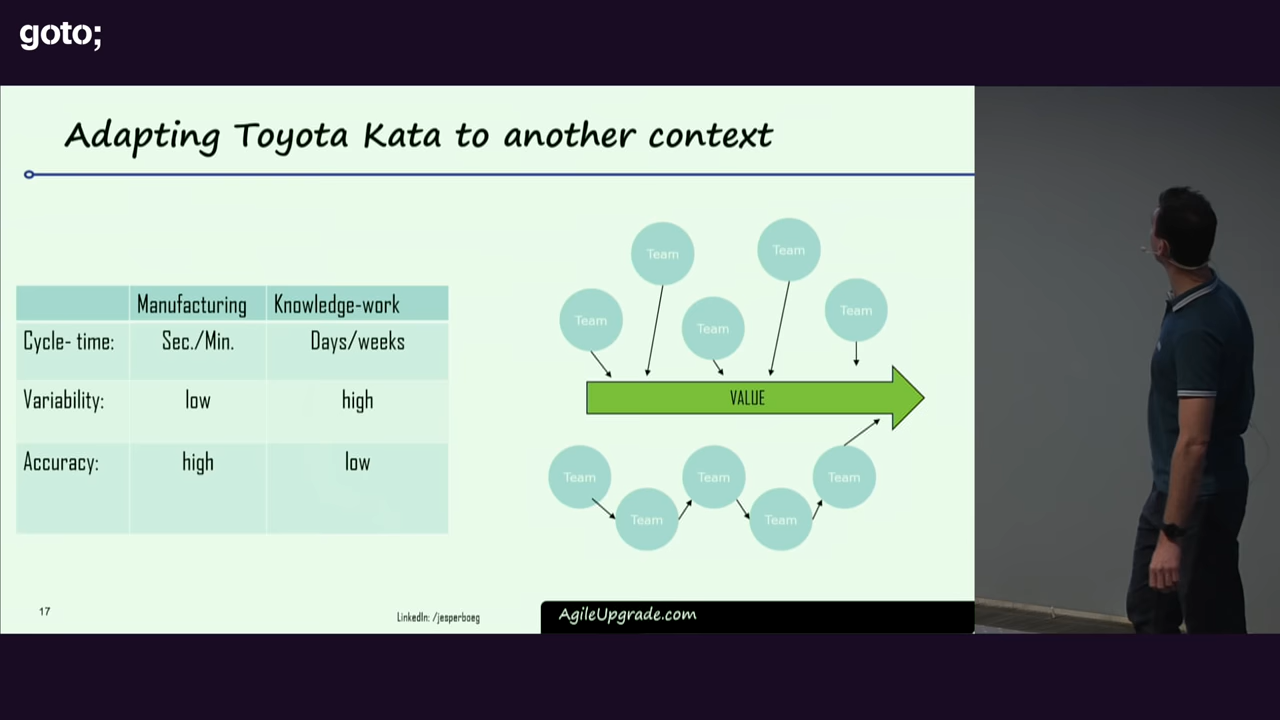 goto;
Adapting Toyota Kata to another context
Manufacturing Knowledge-work
Cycle- time: Sec./Min. Days/weeks
Variability: low high
Accuracy: high low
Team
Team
Team
Team
Team
VALUE
Team
Team
Team
Team
Team
17
LinkedIn: /jesperboeg
AgileUpgrade.com